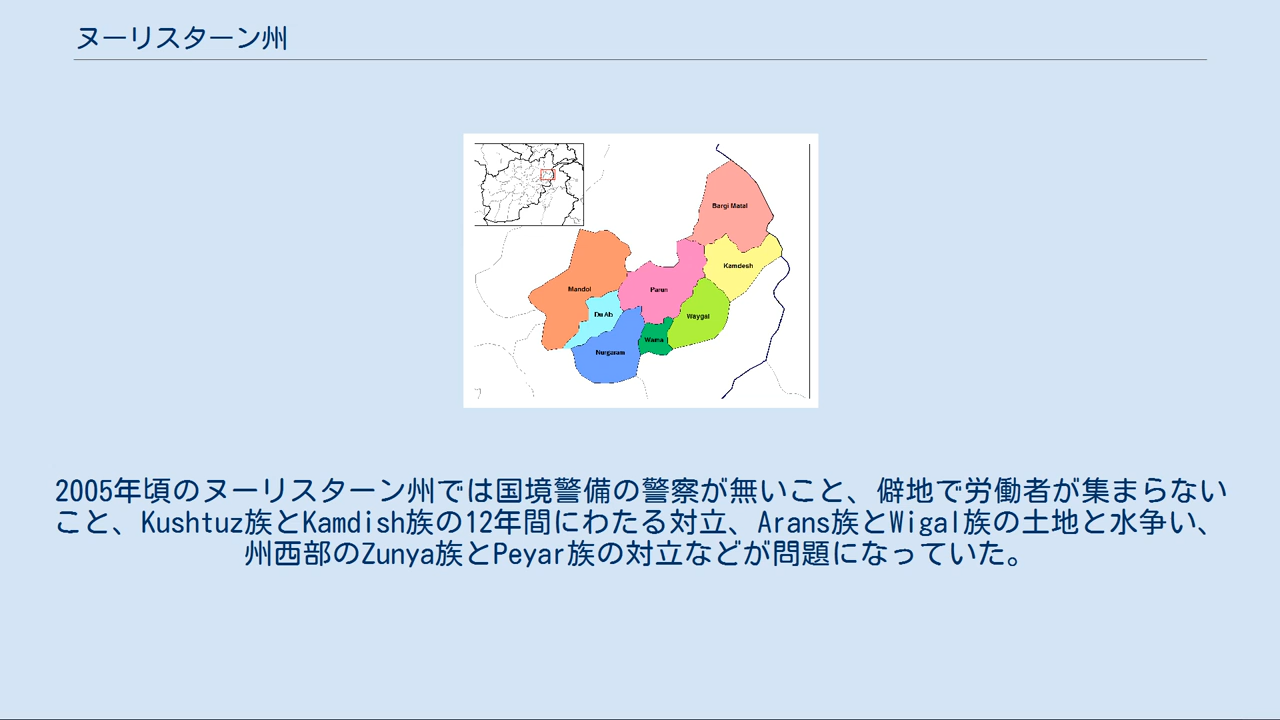 ヌーリスターン州
Bargi Matal
Kamdesh
Mandol
Parun
DuAb
Waygal
Wama
Nurgaram
2005年頃のヌーリスターン州では国境警備の警察が無いこと、僻地で労働者が集まらない
こと、Kushtuz族とKamdish族の12年間にわたる対立、Arans族とWigal族の土地と水争い、
州西部のZunya族とPeyar族の対立などが問題になっていた。